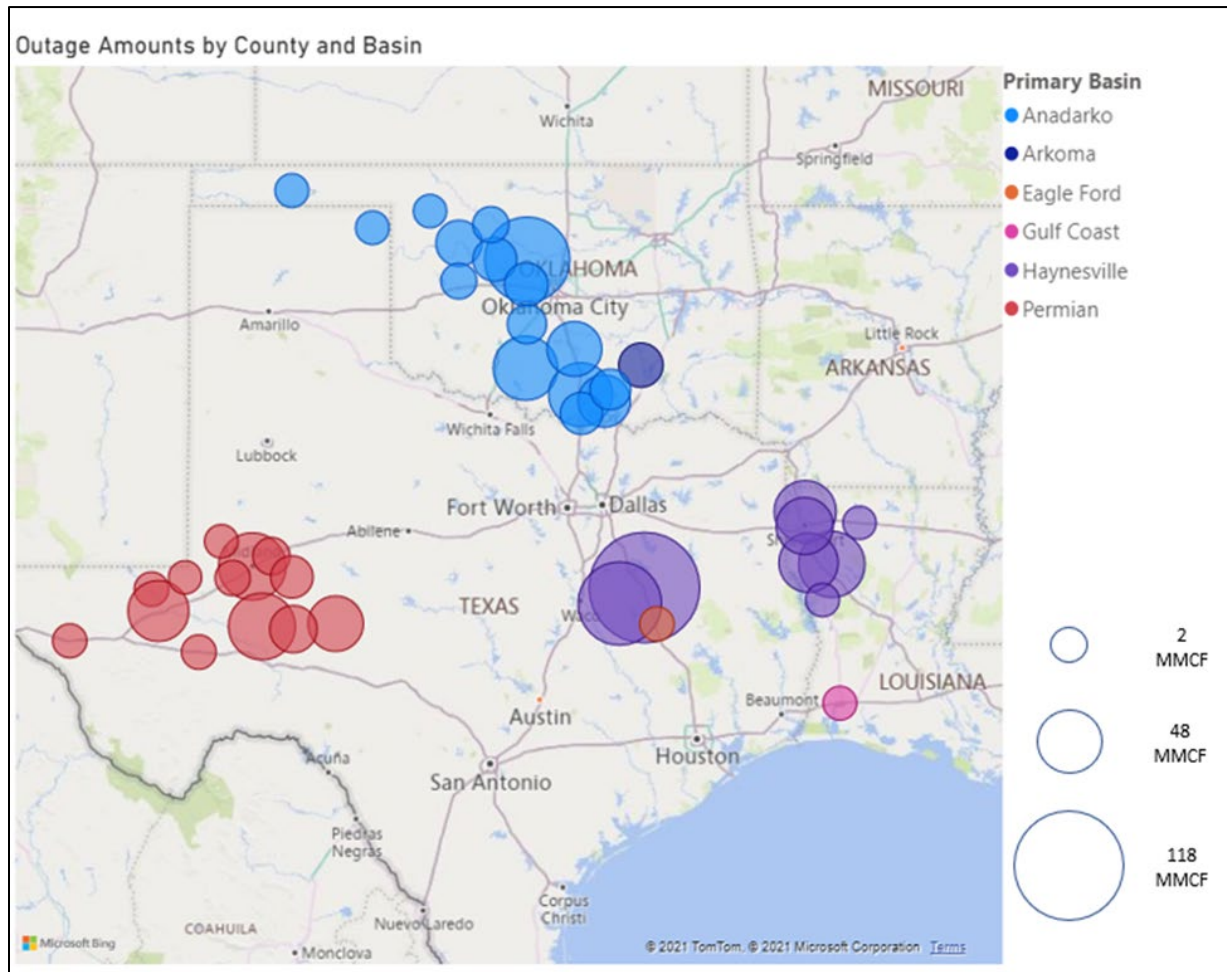 Outage Amounts by County and Basin
Primary Basin
Anadarko
Arkoma
Eagle Ford
Gulf Coast
Haynesville
Permian
MISSOURI
Wichita
Springfield
OKLAHOMA
Oklahoma City
Amarillo
Little Rock
ARKANSAS
Wichita Falls
Lubbock
Fort Worth
Dallas
Abilene
TEXAS
2
MMCF
LOUISIANA
Beaumont
Austin
48
MMCF
Houston
Acuña
San Antonio
Piedras
Negras
118
MMCF
Corpus
Christi
Nuevo Laredo
COAHUILA
Microsoft Bing
Monclova
© 2021 TomTom, © 2021 Microsoft Corporation Terms